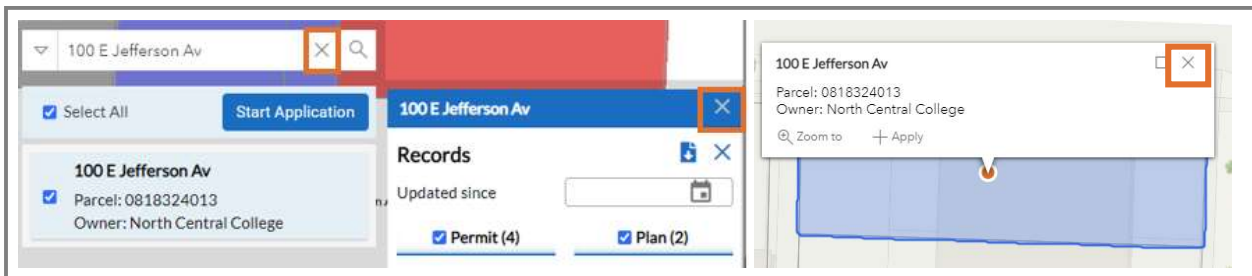 100 E Jefferson Av
Select All
Start Application
100 E Jefferson Av
Parcel: 0818324013
Owner: North Central College
100 E Jefferson Av
Records
Updated since
Permit (4)
Plan (2)
100 E Jefferson Av
Parcel: 0818324013
Owner: North Central College
Zoom to
Apply